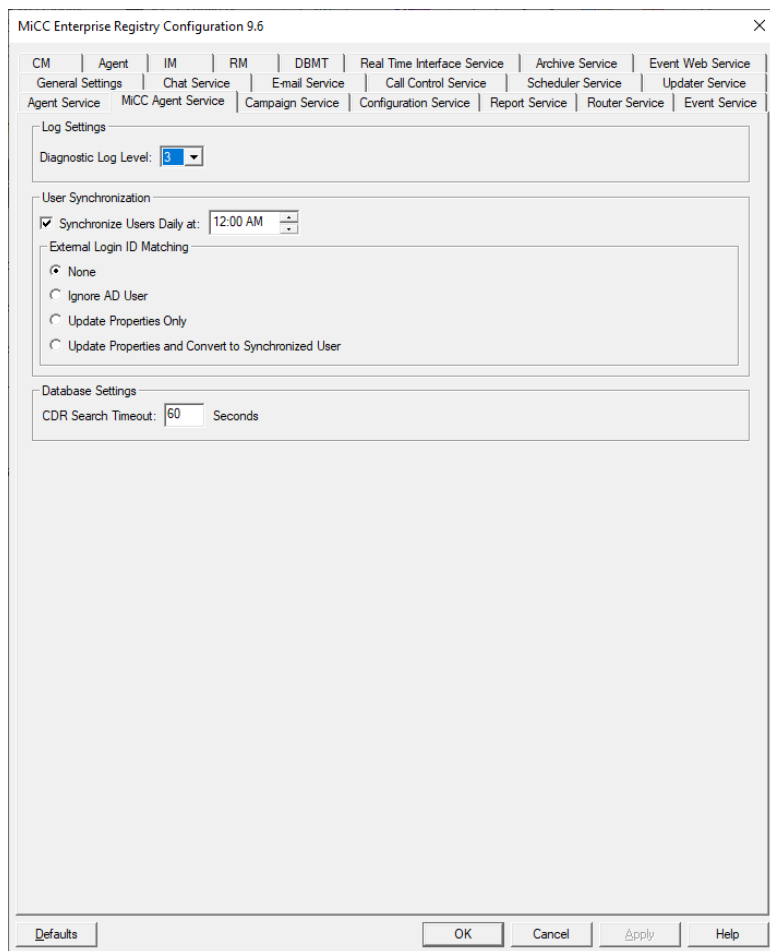 MiCC Enterprise Registry Configuration 9.6
CM Agent IM RM DBMT Real Time Interface Service Archive Service Event Web Service
General Settings Chat Service E-mail Service Call Control Service Scheduler Service Updater Service
Agent Service MiCC Agent Service Campaign Service Configuration Service Report Service Router Service Event Service
Log Settings
Diagnostic Log Level: 3
User Synchronization
Synchronize Users Daily at: 12:00 AM
External Login ID Matching
None
Ignore AD User
Update Properties Only
Update Properties and Convert to Synchronized User
Database Settings
CDR Search Timeout: 60 Seconds
Defaults OK Cancel Apply Help